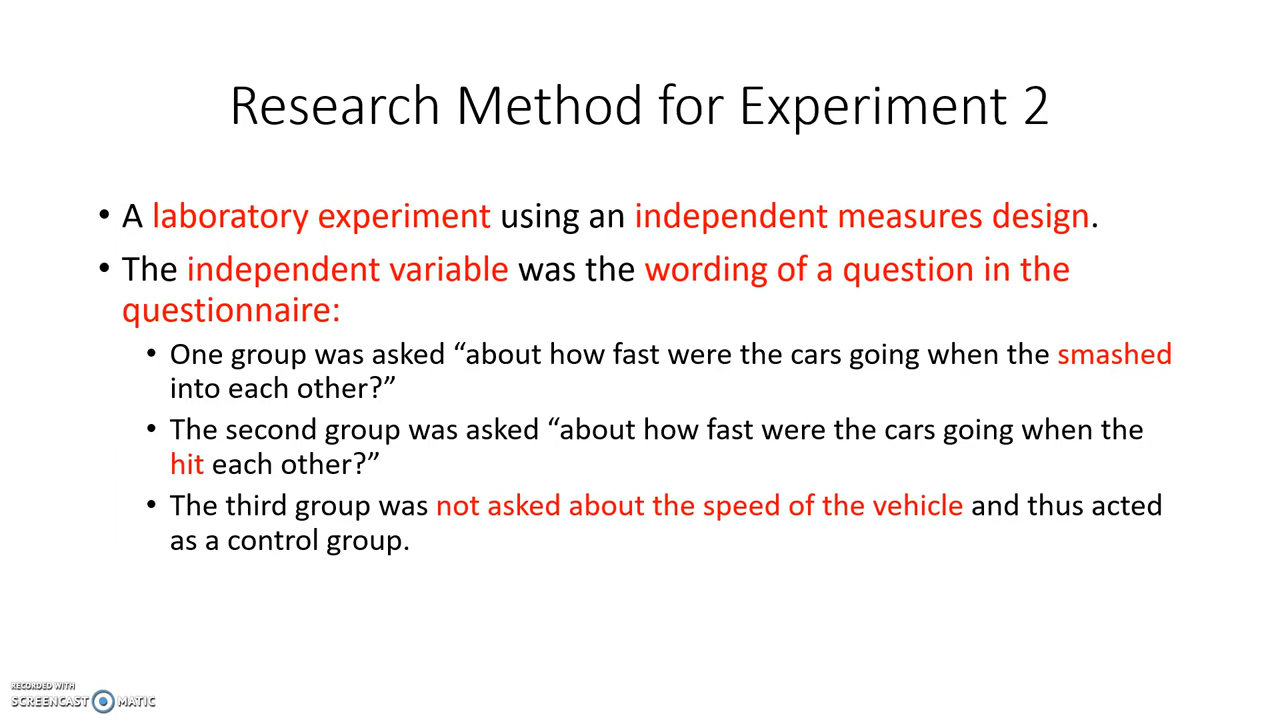 Research Method for Experiment 2
• A laboratory experiment using an independent measures design.
• The independent variable was the wording of a question in the
questionnaire:
• One group was asked “about how fast were the cars going when the smashed
into each other?”
• The second group was asked “about how fast were the cars going when the
hit each other?”
• The third group was not asked about the speed of the vehicle and thus acted
as a control group.
RECORDED WITH
SCREENCAST MATIC